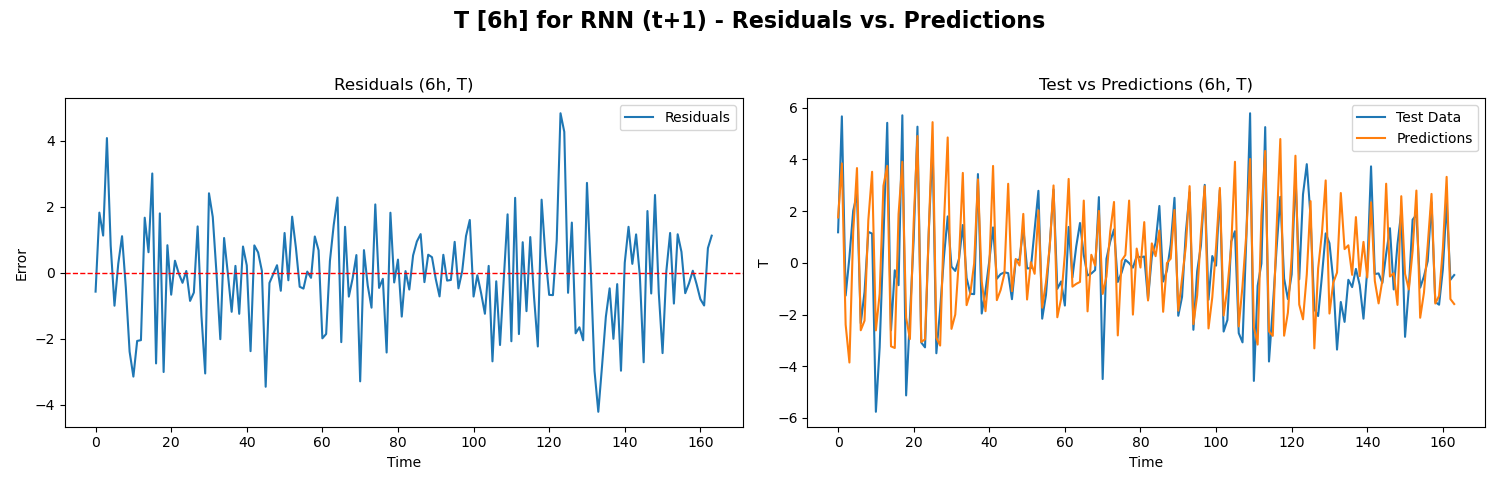 T [6h] for RNN (t+1) - Residuals vs. Predictions
Residuals (6h, T)
Residuals
Error
4
2
0
−2
−4
0 20 40 60 80 100 120 140 160
Time
Test vs Predictions (6h, T)
Test Data
Predictions
T
6
4
2
0
−2
−4
−6
0 20 40 60 80 100 120 140 160
Time